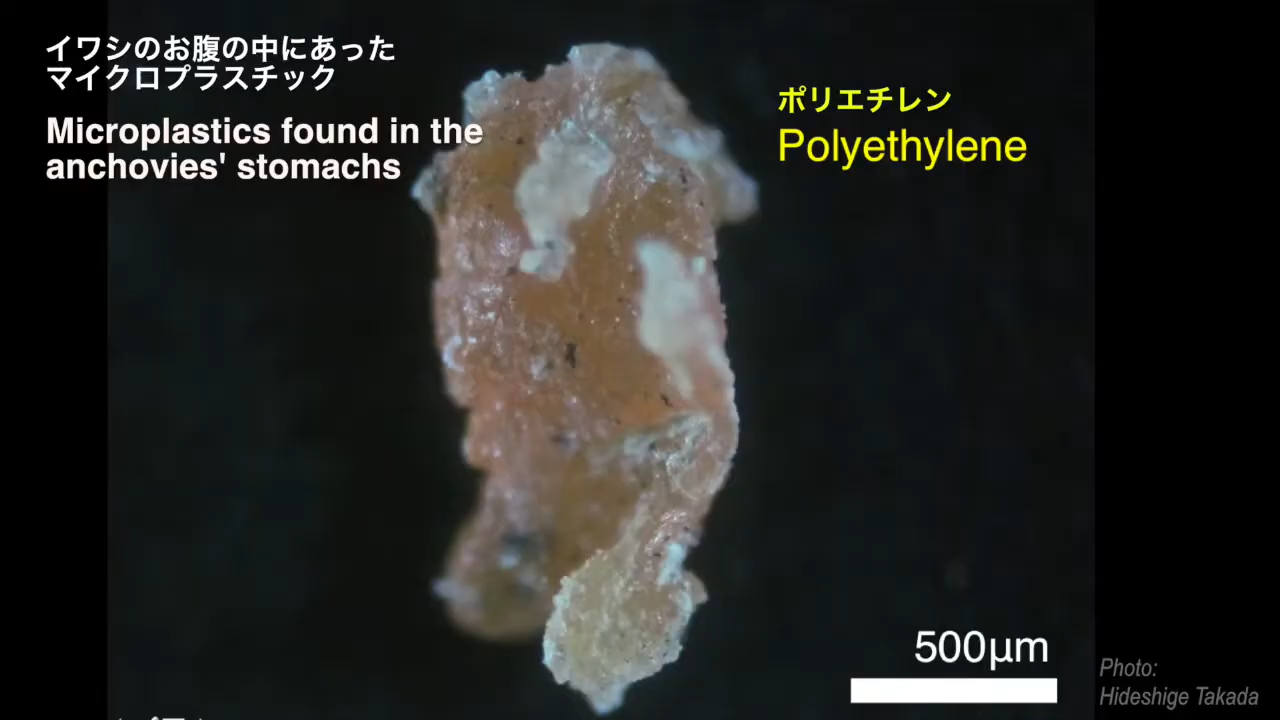 イワシのお腹の中にあった
マイクロプラスチック
Microplastics found in the
anchovies' stomachs
ポリエチレン
Polyethylene
500μm
Photo:
Hideshige Takada